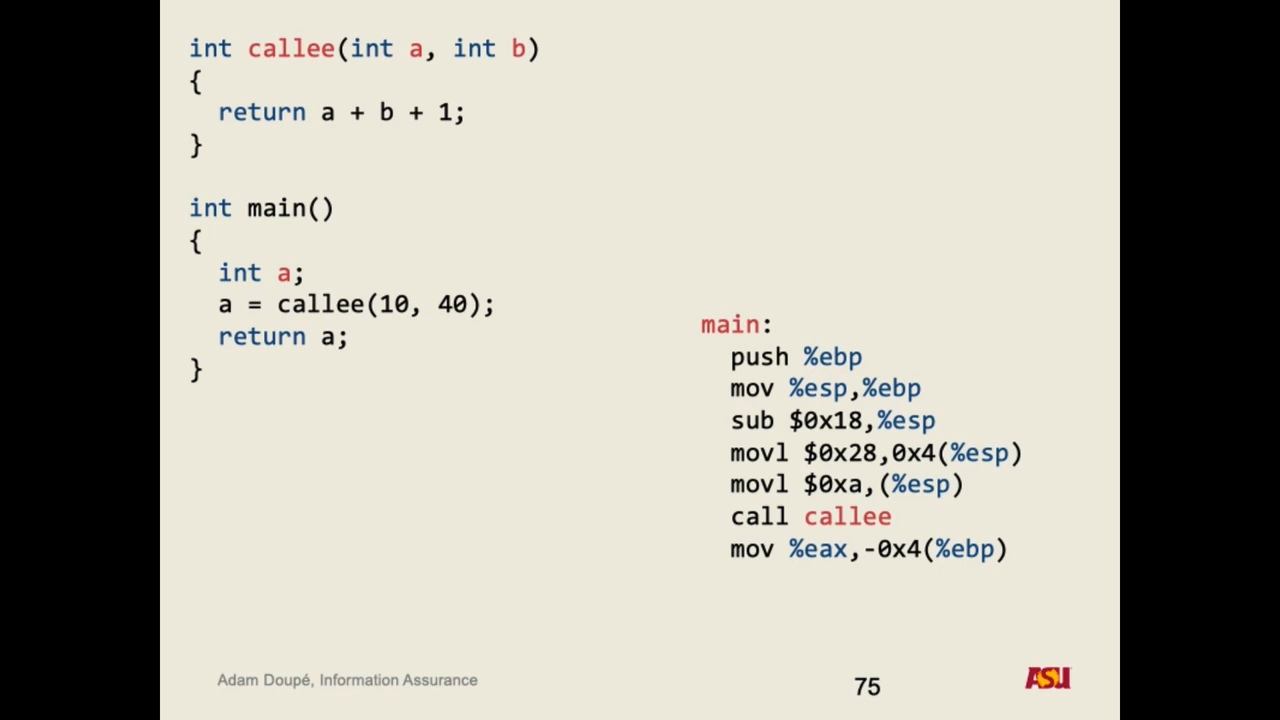 int callee(int a, int b)
{
  return a + b + 1;
}
int main()
{
  int a;
  a = callee(10, 40);
  return a;
}
main:
  push %ebp
  mov %esp,%ebp
  sub $0x18,%esp
  movl $0x28,0x4(%esp)
  movl $0xa,(%esp)
  call callee
  mov %eax,-0x4(%ebp)
Adam Doupé, Information Assurance
75
ASU